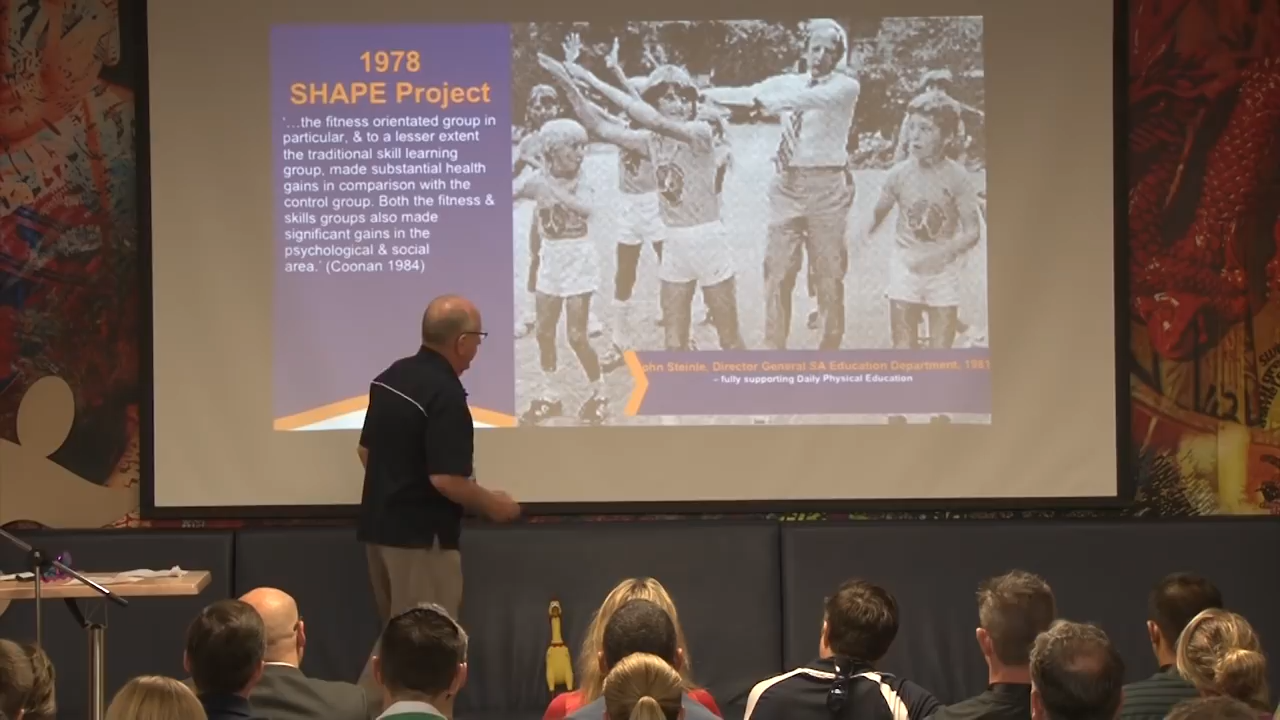 1978
SHAPE Project
'...the fitness orientated group in
particular, & to a lesser extent
the traditional skill learning
group, made substantial health
gains in comparison with the
control group. Both the fitness &
skills groups also made
significant gains in the
psychological & social
area.' (Coonan 1984)
ohn Steinle, Director General SA Education Department, 1981
– fully supporting Daily Physical Education